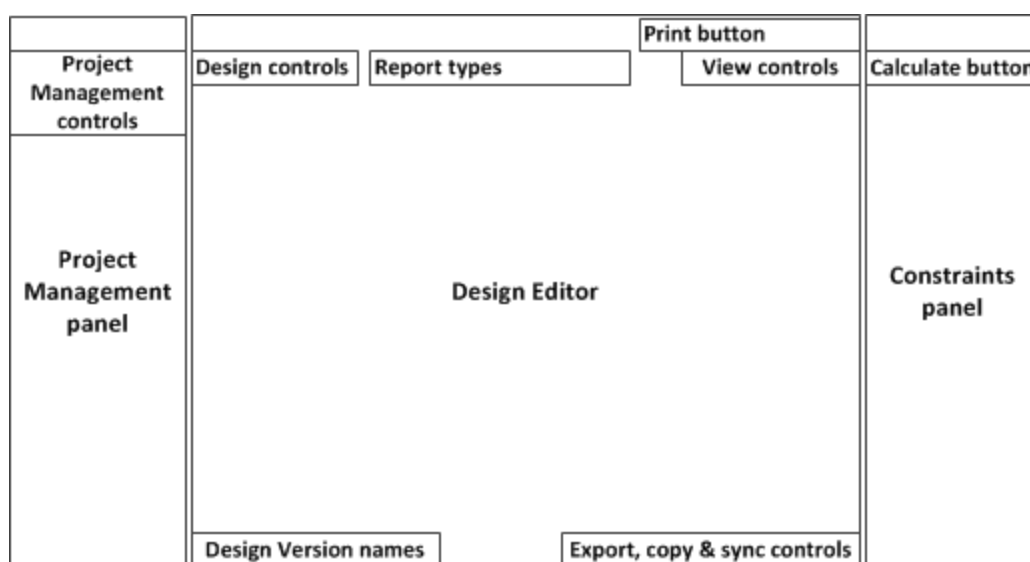 Print button
Project
Management
controls
Design controls
Report types
View controls
Calculate button
Project
Management
panel
Design Editor
Constraints
panel
Design Version names
Export, copy & sync controls